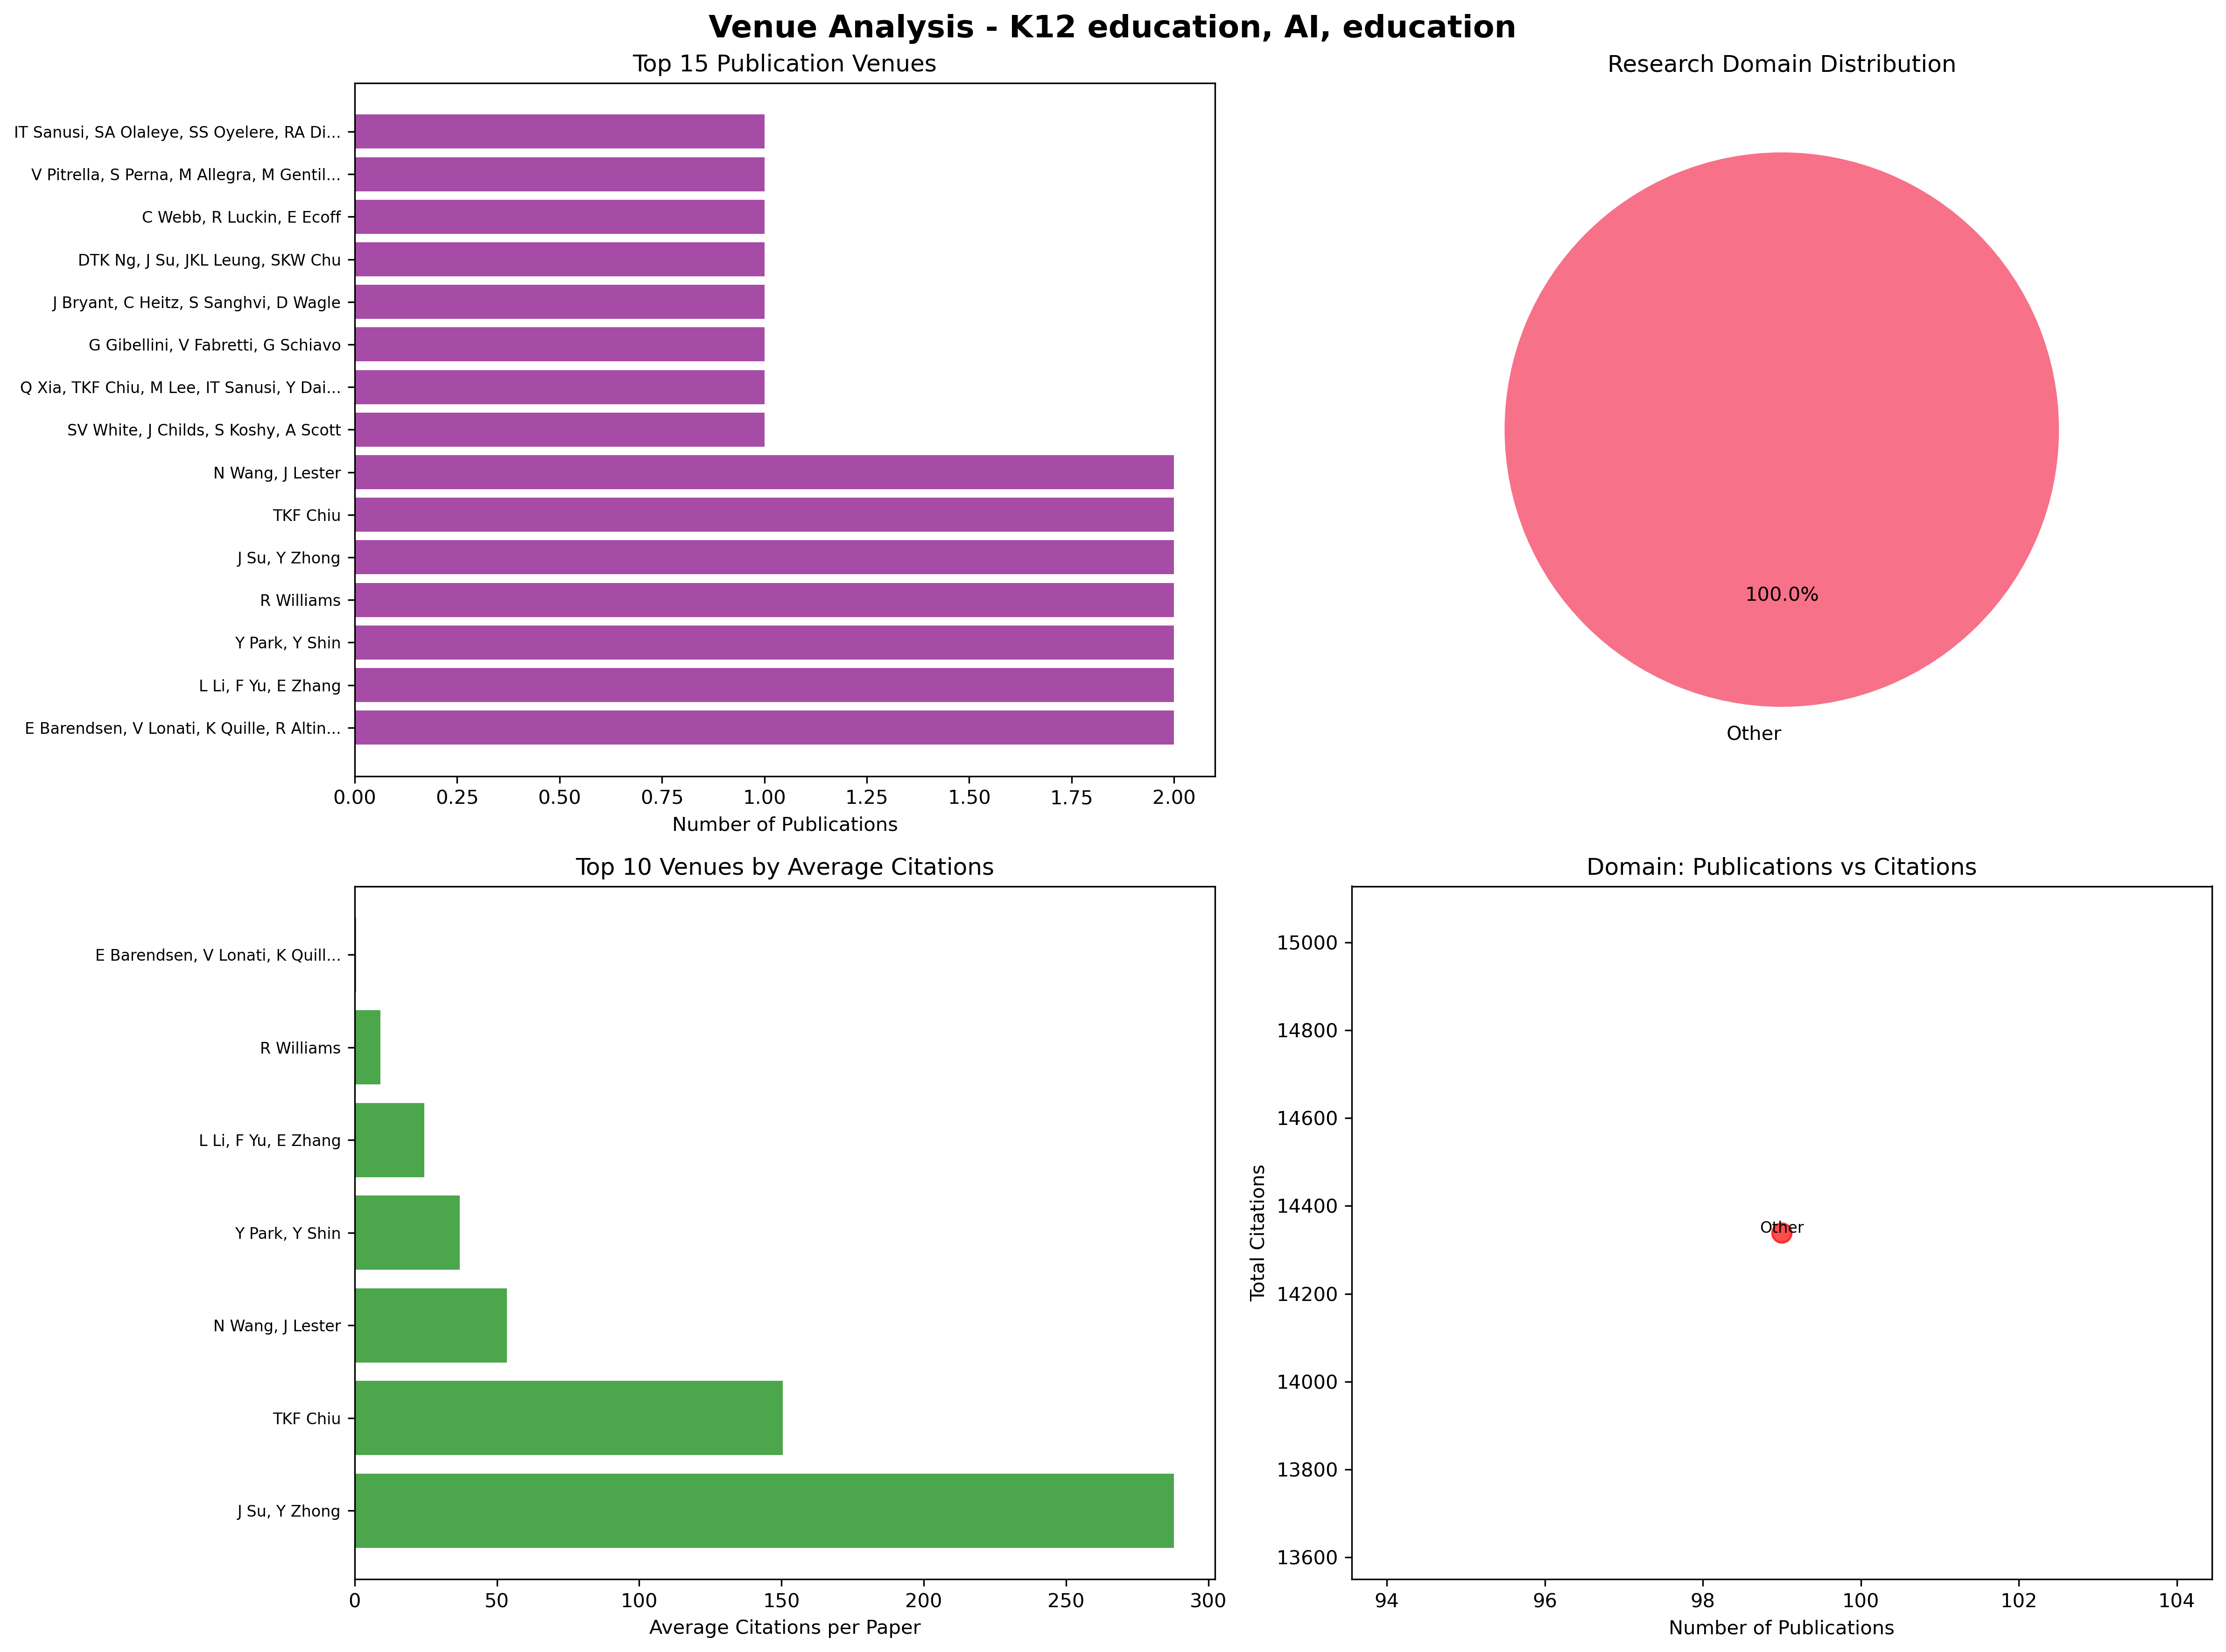 Venue Analysis - K12 education, AI, education
Top 15 Publication Venues
IT Sanusi, SA Olaleye, SS Oyelere, RA Di...
V Pitrella, S Perna, M Allegra, M Gentil...
C Webb, R Luckin, E Ecoff
DTK Ng, J Su, JKL Leung, SKW Chu
J Bryant, C Heitz, S Sanghvi, D Wagle
G Gibellini, V Fabretti, G Schiavo
Q Xia, TKF Chiu, M Lee, IT Sanusi, Y Dai...
SV White, J Childs, S Koshy, A Scott
N Wang, J Lester
TKF Chiu
J Su, Y Zhong
R Williams
Y Park, Y Shin
L Li, F Yu, E Zhang
E Barendsen, V Lonati, K Quille, R Altin...
0.00 0.25 0.50 0.75 1.00 1.25 1.50 1.75 2.00
Number of Publications
Research Domain Distribution
100.0%
Other
Top 10 Venues by Average Citations
E Barendsen, V Lonati, K Quill...
R Williams
L Li, F Yu, E Zhang
Y Park, Y Shin
N Wang, J Lester
TKF Chiu
J Su, Y Zhong
0 50 100 150 200 250 300
Average Citations per Paper
Domain: Publications vs Citations
Total Citations
15000
14800
14600
14400
14200
14000
13800
13600
Other
94 96 98 100 102 104
Number of Publications